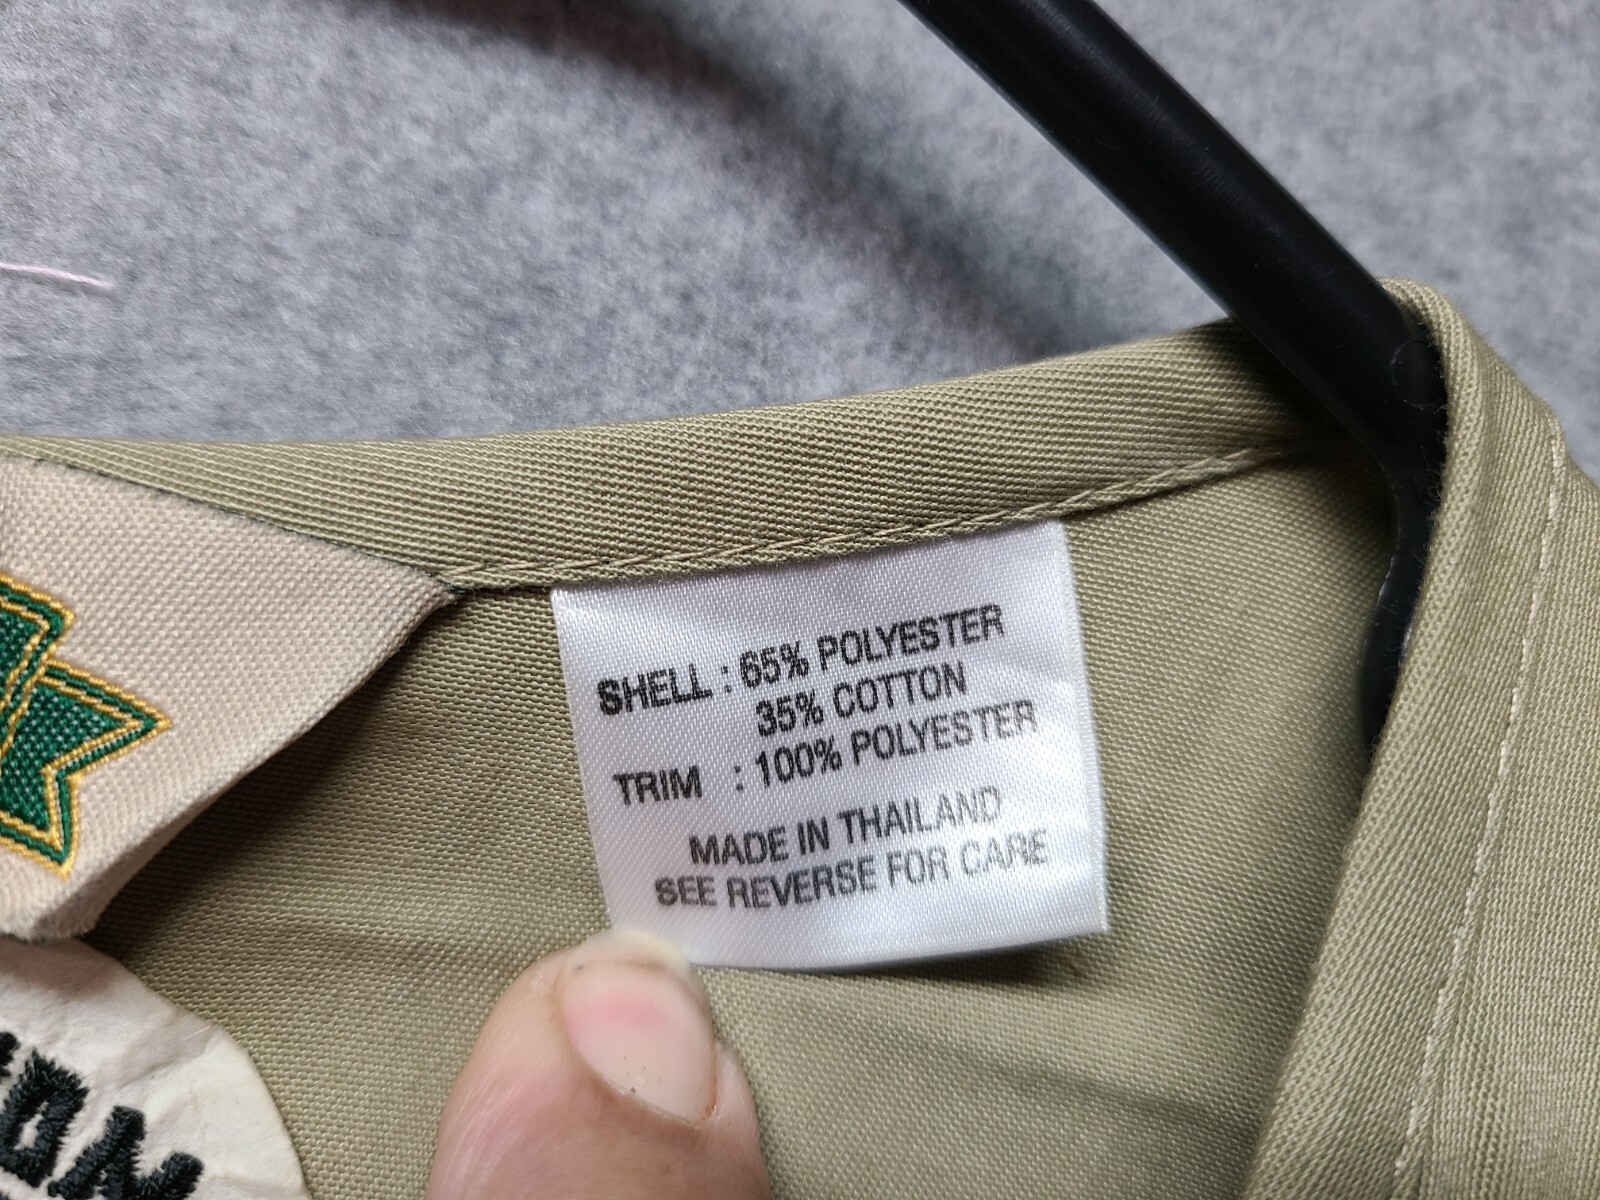 SHELL : 65% POLYESTER
35% COTTON
TRIM : 100% POLYESTER
MADE IN THAILAND
SEE REVERSE FOR CARE